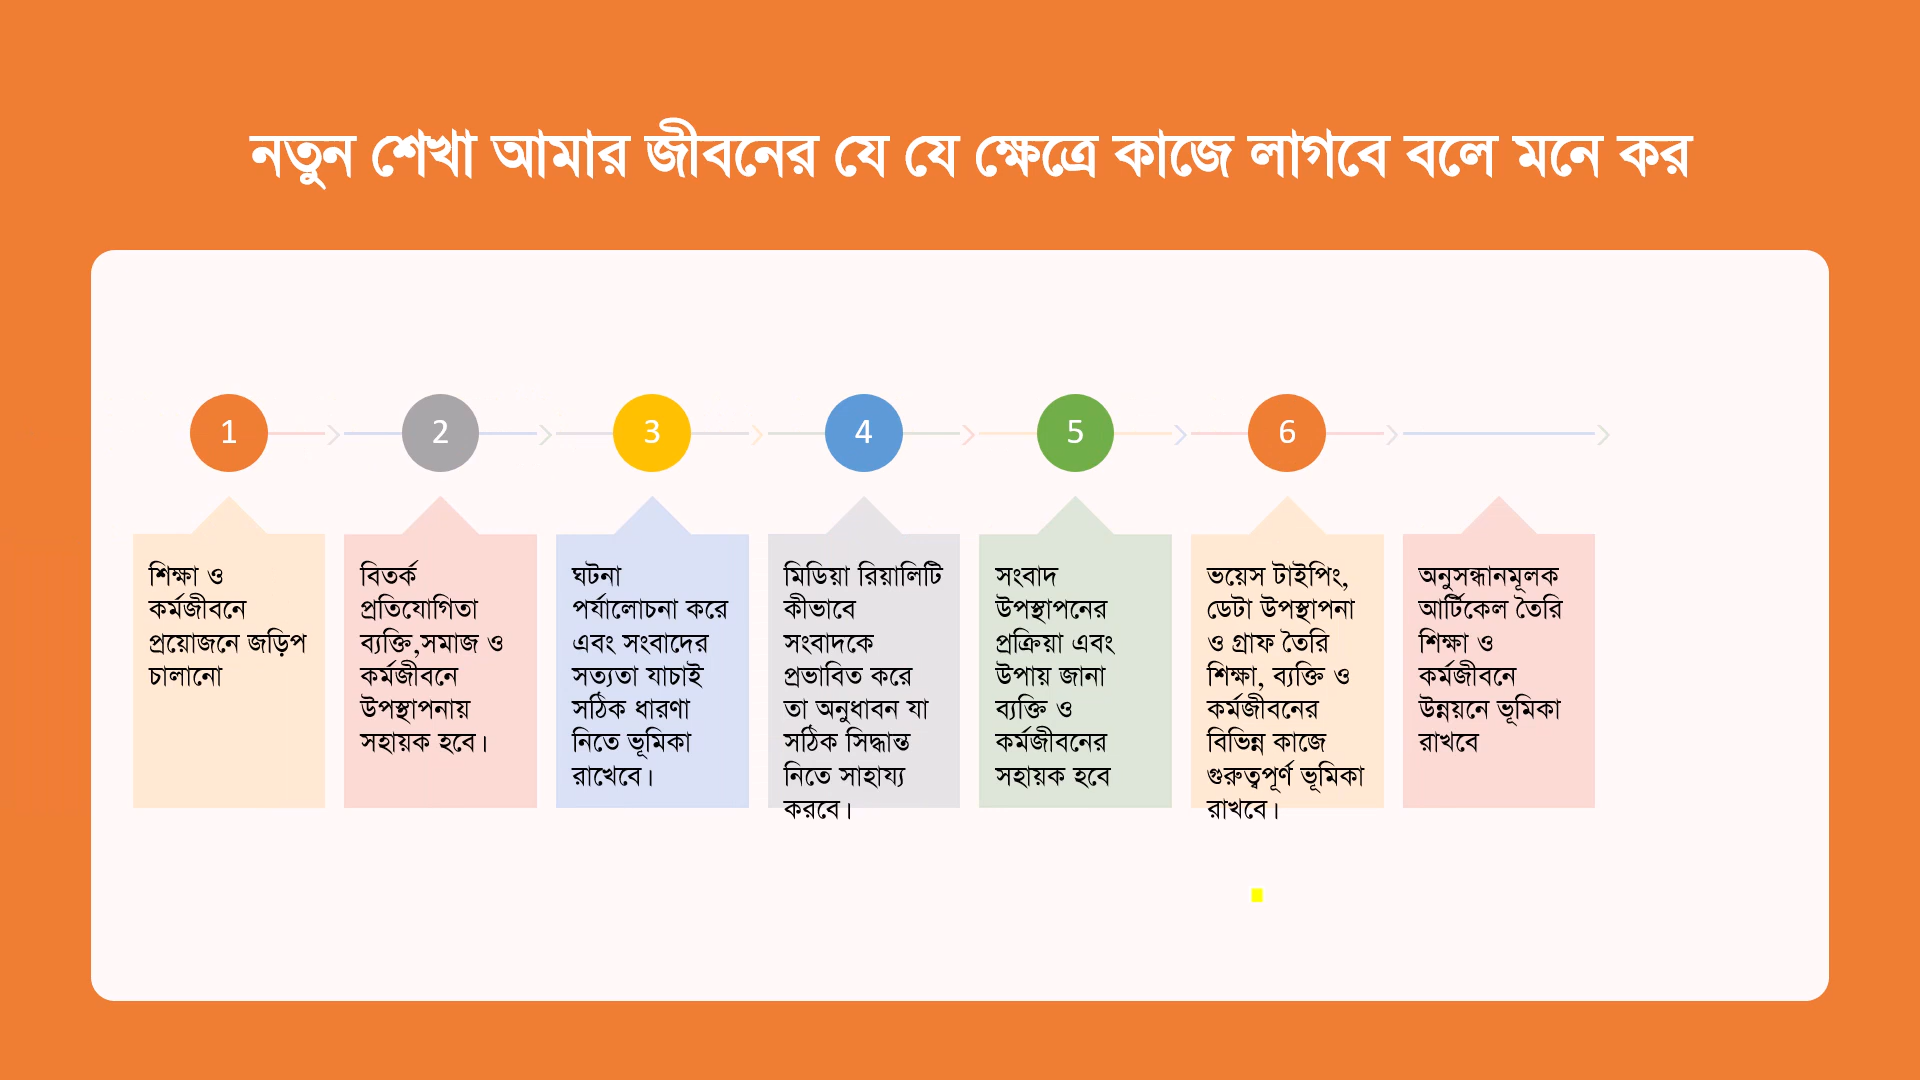 নতুন শেখা আমার জীবনের যে যে ক্ষেত্রে কাজে লাগবে বলে মনে কর
1
শিক্ষা ও
কর্মজীবনে
প্রয়োজনে জড়িপ
চালানো
2
বিতর্ক
প্রতিযোগিতা
ব্যক্তি,সমাজ ও
কর্মজীবনে
উপস্থাপনায়
সহায়ক হবে।
3
ঘটনা
পর্যালোচনা করে
এবং সংবাদের
সত্যতা যাচাই
সঠিক ধারণা
নিতে ভূমিকা
রাখেবে।
4
মিডিয়া রিয়ালিটি
কীভাবে
সংবাদকে
প্রভাবিত করে
তা অনুধাবন যা
সঠিক সিদ্ধান্ত
নিতে সাহায্য
করবে।
5
সংবাদ
উপস্থাপনের
প্রক্রিয়া এবং
উপায় জানা
ব্যক্তি ও
কর্মজীবনের
সহায়ক হবে
6
ভয়েস টাইপিং,
ডেটা উপস্থাপনা
ও গ্রাফ তৈরি
শিক্ষা, ব্যক্তি ও
কর্মজীবনের
বিভিন্ন কাজে
গুরুত্বপূর্ণ ভূমিকা
রাখবে।
অনুসন্ধানমূলক
আর্টিকেল তৈরি
শিক্ষা ও
কর্মজীবনে
উন্নয়নে ভূমিকা
রাখবে